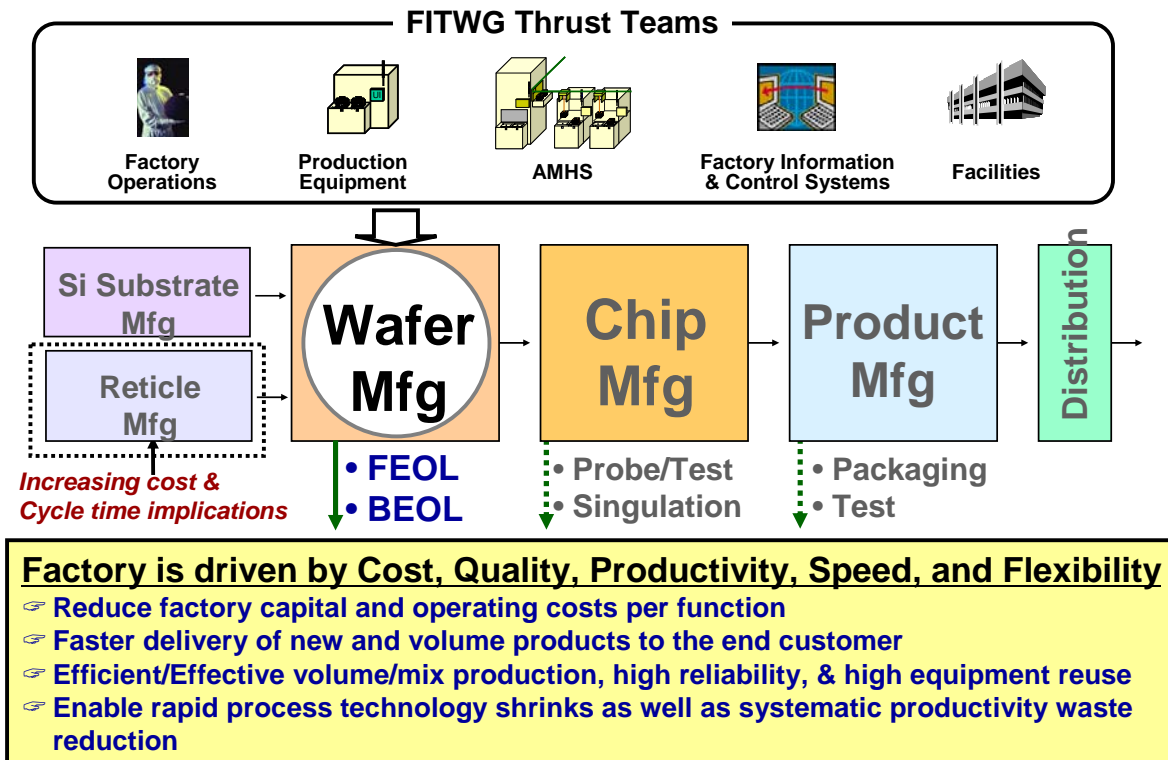 FITWG Thrust Teams
UI
Factory
Operations
Production
Equipment
AMHS
Factory Information
& Control Systems
Facilities
Si Substrate
Mfg
Reticle
Mfg
Wafer
Mfg
Chip
Mfg
Product
Mfg
Distribution
Increasing cost &
Cycle time implications
• FEOL
• BEOL
• Probe/Test
• Singulation
• Packaging
• Test
Factory is driven by Cost, Quality, Productivity, Speed, and Flexibility
☞ Reduce factory capital and operating costs per function
☞ Faster delivery of new and volume products to the end customer
☞ Efficient/Effective volume/mix production, high reliability, & high equipment reuse
☞ Enable rapid process technology shrinks as well as systematic productivity waste
reduction